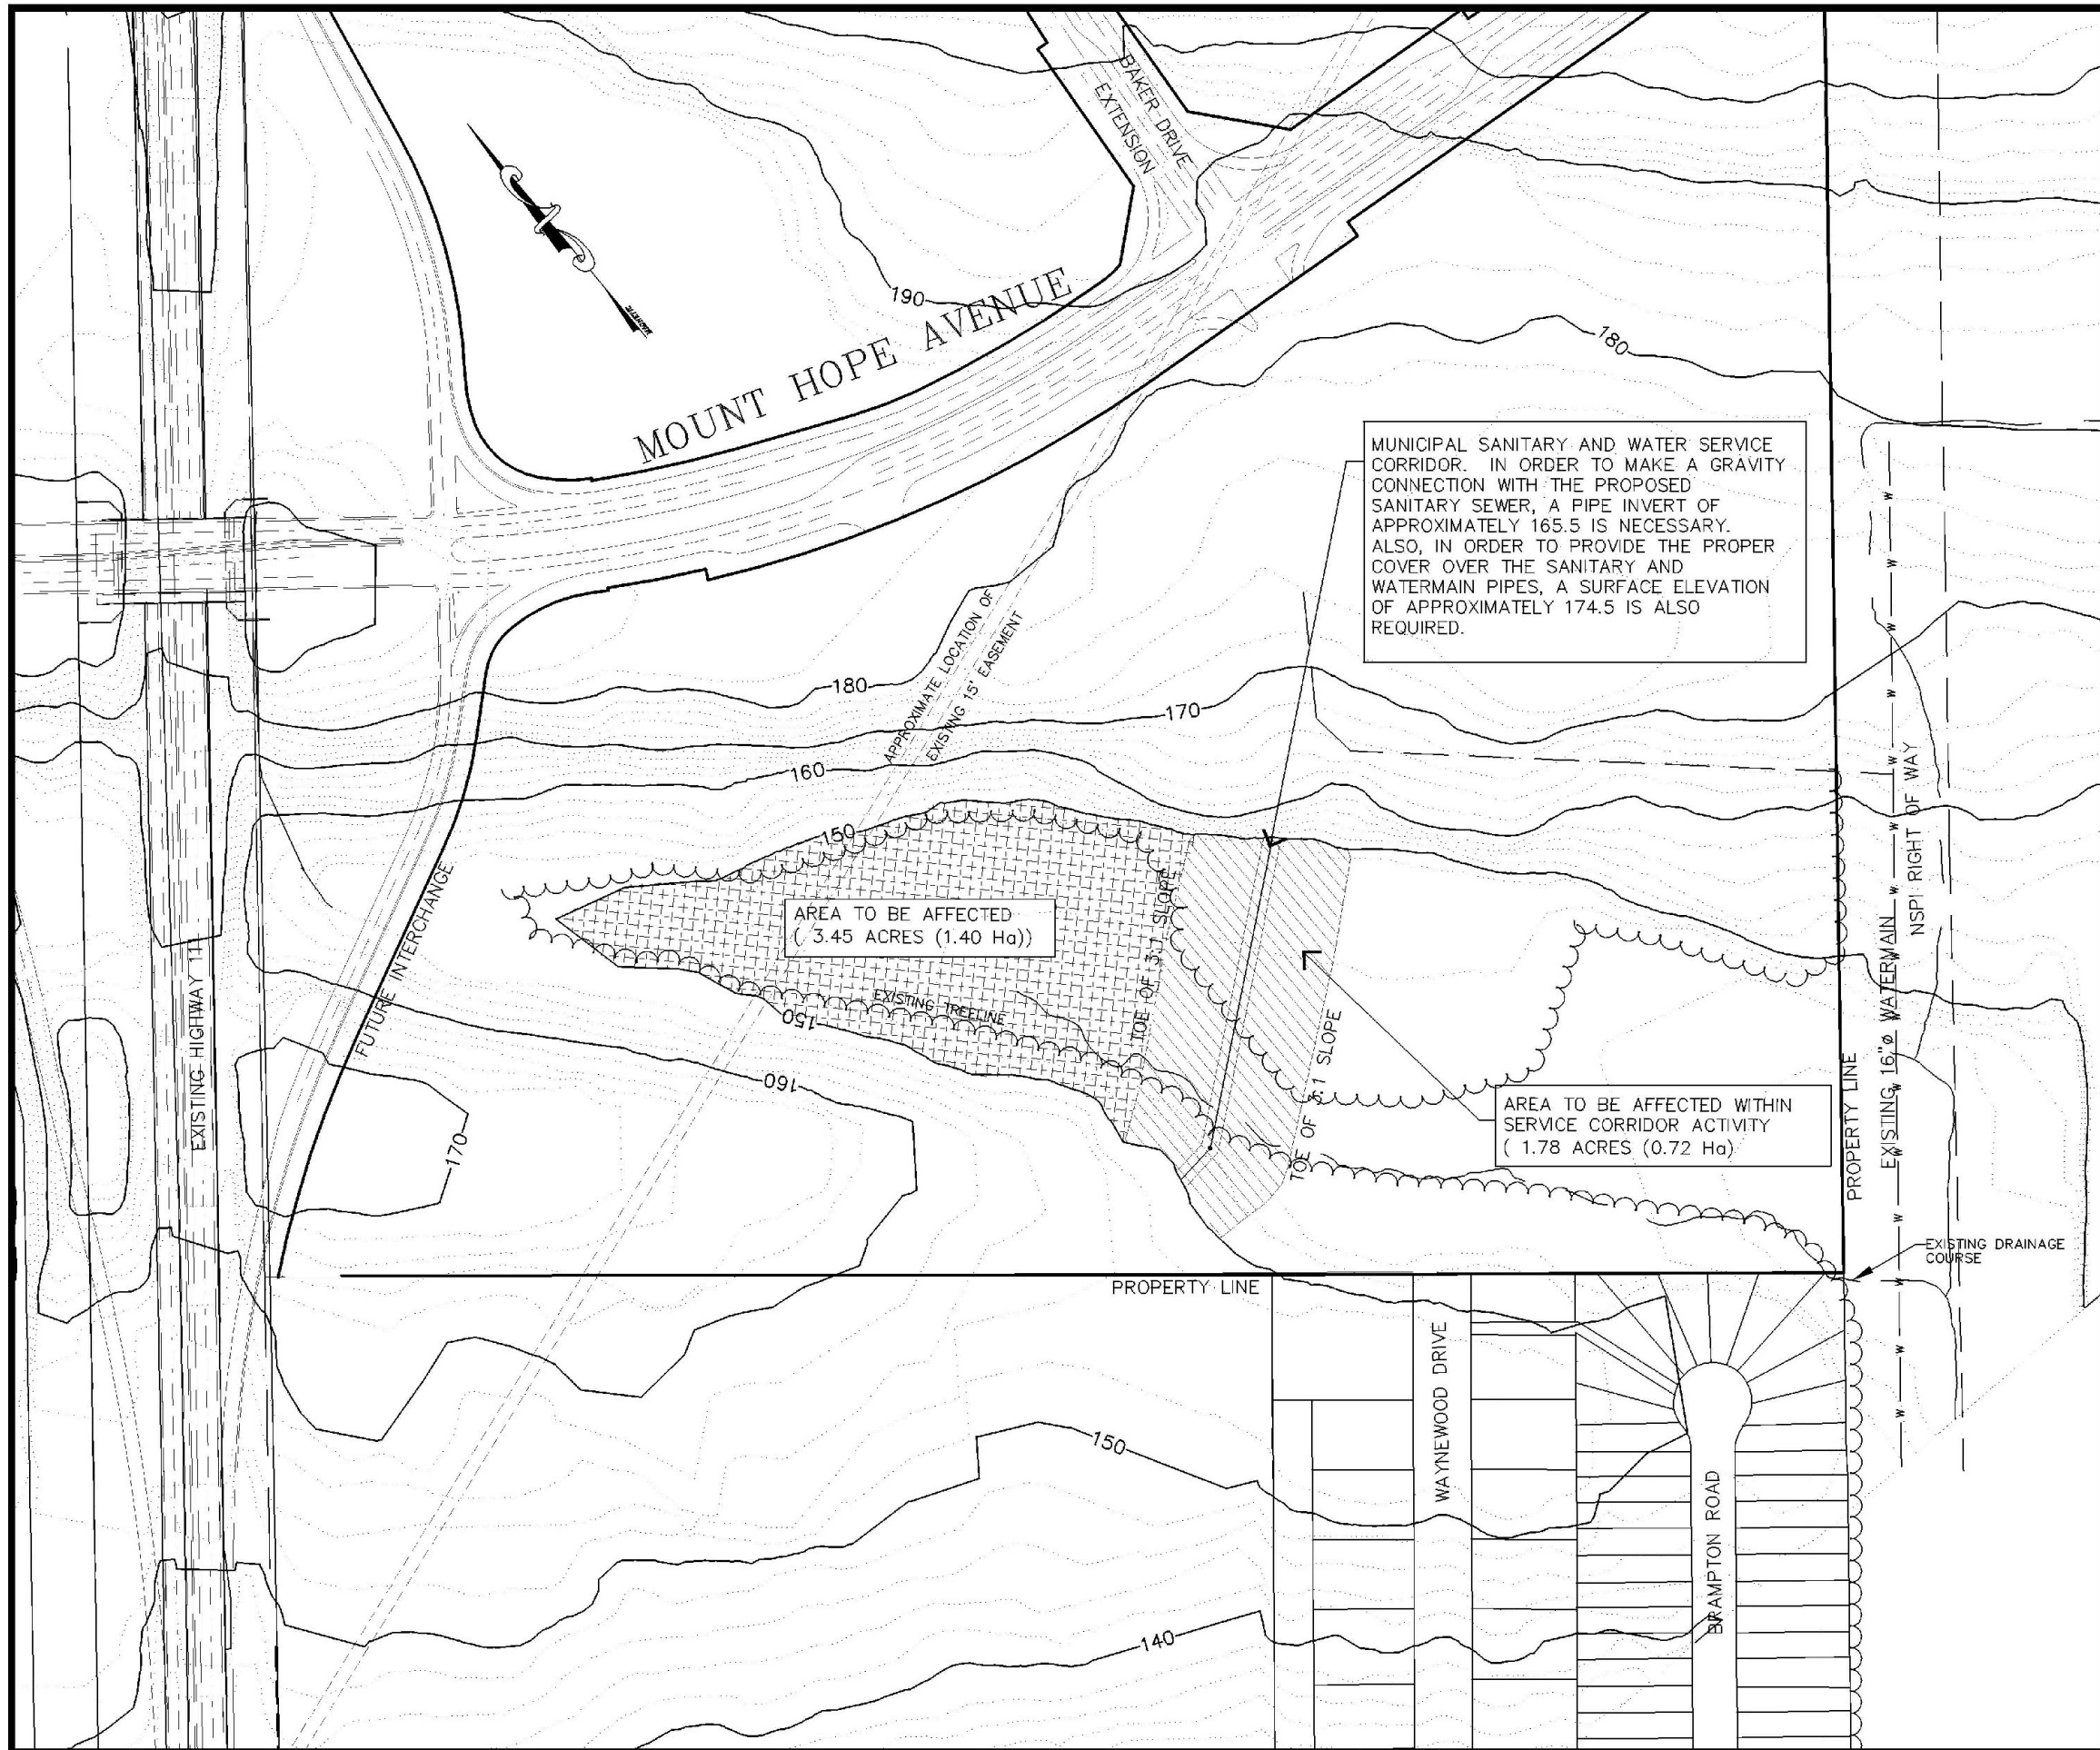 BAKER DRIVE
EXTENSION
190
MOUNT HOPE AVENUE
180
MUNICIPAL SANITARY AND WATER SERVICE
CORRIDOR. IN ORDER TO MAKE A GRAVITY
CONNECTION WITH THE PROPOSED
SANITARY SEWER, A PIPE INVERT OF
APPROXIMATELY 165.5 IS NECESSARY.
ALSO, IN ORDER TO PROVIDE THE PROPER
COVER OVER THE SANITARY AND
WATERMAIN PIPES, A SURFACE ELEVATION
OF APPROXIMATELY 174.5 IS ALSO
REQUIRED.
APPROXIMATE LOCATION OF
EXISTING 15' EASEMENT
180
170
160
150
AREA TO BE AFFECTED
( 3.45 ACRES (1.40 Ha))
TOE OF 3:1 SLOPE
EXISTING TREELINE
150
160
170
TOE OF 3:1 SLOPE
AREA TO BE AFFECTED WITHIN
SERVICE CORRIDOR ACTIVITY
( 1.78 ACRES (0.72 Ha)
FUTURE INTERCHANGE
EXISTING HIGHWAY 111
PROPERTY LINE
EXISTING 16"ø WATERMAIN
NSPI RIGHT OF WAY
W W W W W W W W W W W W W
EXISTING DRAINAGE
COURSE
PROPERTY LINE
WAYNEWOOD DRIVE
BRAMPTON ROAD
150
140